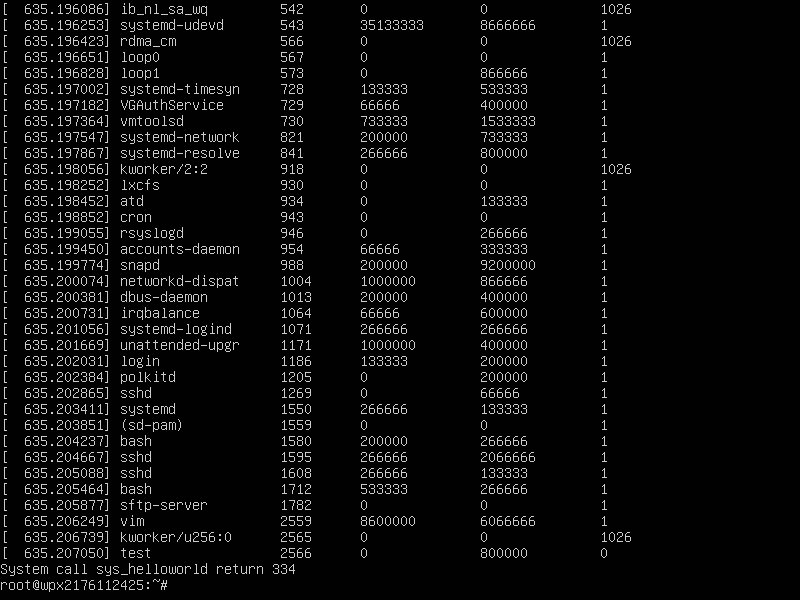 [  635.196086] ib_nl_sa_wq 542 0 0 1026
[  635.196253] systemd-udevd 543 35133333 8666666 1
[  635.196423] rdma_cm 566 0 0 1026
[  635.196651] loop0 567 0 0 1
[  635.196828] loop1 573 0 866666 1
[  635.197002] systemd-timesyn 728 133333 533333 1
[  635.197182] VGAuthService 729 66666 400000 1
[  635.197364] vmtoolsd 730 733333 1533333 1
[  635.197547] systemd-network 821 200000 733333 1
[  635.197867] systemd-resolve 841 266666 800000 1
[  635.198056] kworker/2:2 918 0 0 1026
[  635.198252] lxcfs 930 0 0 1
[  635.198452] atd 934 0 133333 1
[  635.198852] cron 943 0 0 1
[  635.199055] rsyslogd 946 0 266666 1
[  635.199450] accounts-daemon 954 66666 333333 1
[  635.199774] snapd 988 200000 9200000 1
[  635.200074] networkd-dispat 1004 1000000 866666 1
[  635.200381] dbus-daemon 1013 200000 400000 1
[  635.200731] irqbalance 1064 66666 600000 1
[  635.201056] systemd-logind 1071 266666 266666 1
[  635.201669] unattended-upgr 1171 1000000 400000 1
[  635.202031] login 1186 133333 200000 1
[  635.202384] polkitd 1205 0 200000 1
[  635.202865] sshd 1269 0 66666 1
[  635.203411] systemd 1550 266666 133333 1
[  635.203851] (sd-pam) 1559 0 0 1
[  635.204237] bash 1580 200000 266666 1
[  635.204667] sshd 1595 266666 2066666 1
[  635.205088] sshd 1608 266666 133333 1
[  635.205464] bash 1712 533333 266666 1
[  635.205877] sftp-server 1782 0 0 1
[  635.206249] vim 2559 8600000 6066666 1
[  635.206739] kworker/u256:0 2565 0 0 1026
[  635.207050] test 2566 0 800000 0
System call sys_helloworld return 334
root@wpx2176112425:~#